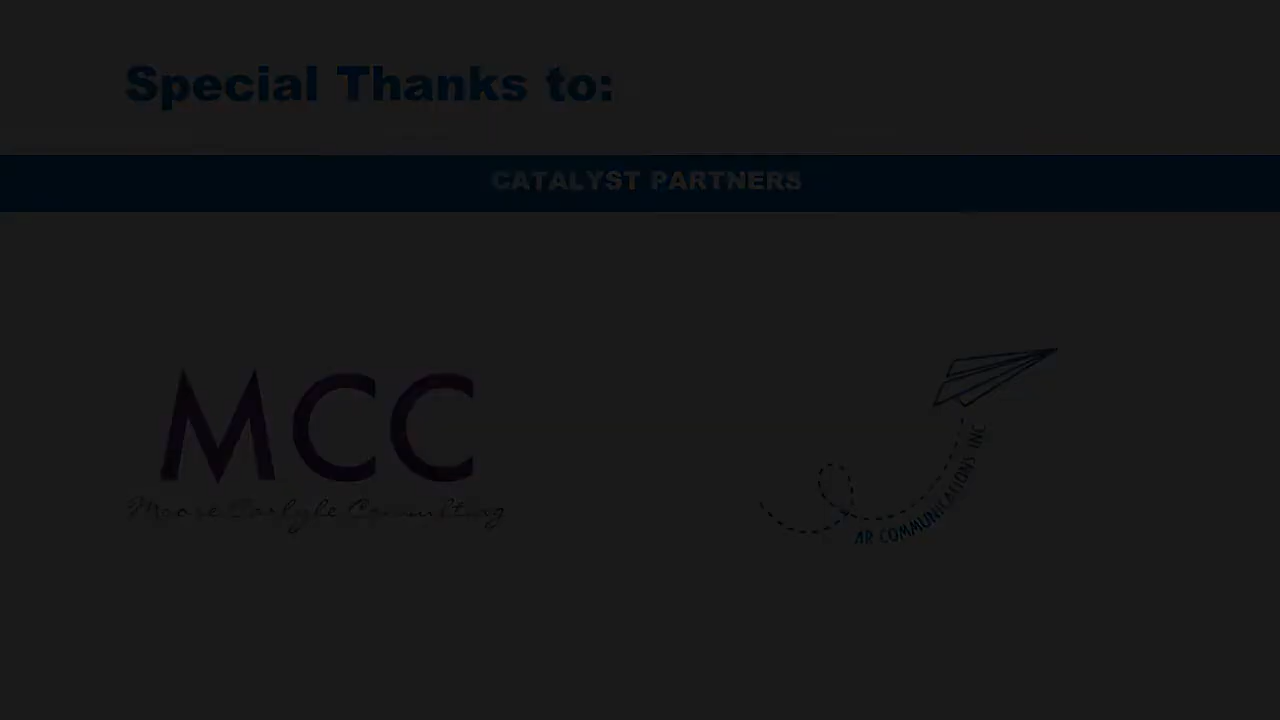 Special Thanks to:
CATALYST PARTNERS
MCC
Moore Carlyle Consulting
AR COMMUNICATIONS INC